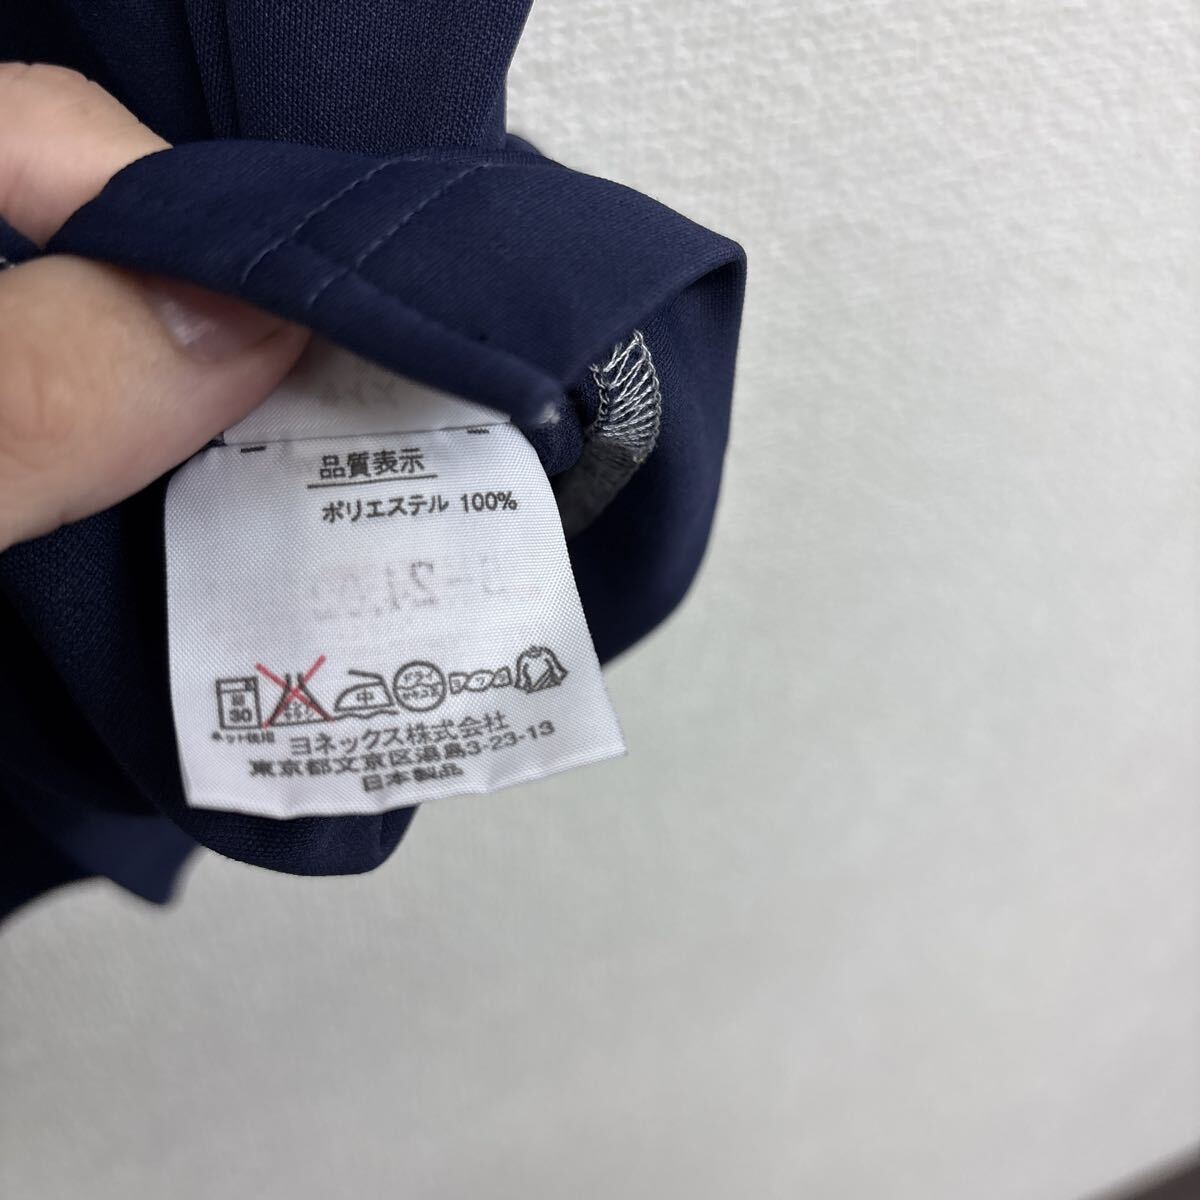 品質表示
ポリエステル 100%
30
中
ネット使用
ヨネックス株式会社
東京都文京区湯島3-23-13
日本製品